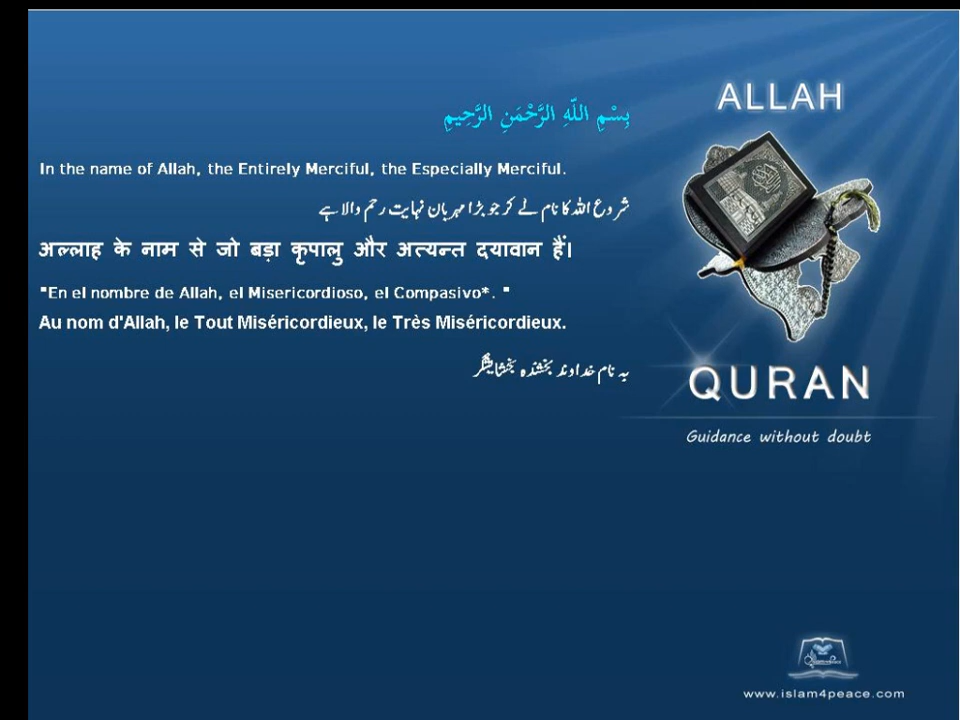 بِسْمِ اللّهِ الرَّحْمَنِ الرَّحِيمِ
In the name of Allah, the Entirely Merciful, the Especially Merciful.
شروع الله کا نام لے کر جو بڑا مہربان نہایت رحم والا ہے
अल्लाह के नाम से जो बड़ा कृपालु और अत्यन्त दयावान हैं।
"En el nombre de Allah, el Misericordioso, el Compasivo*. "
Au nom d'Allah, le Tout Miséricordieux, le Très Miséricordieux.
به نام خداوند بخشنده بخشایشگر
ALLAH
QURAN
Guidance without doubt
www.islam4peace.com